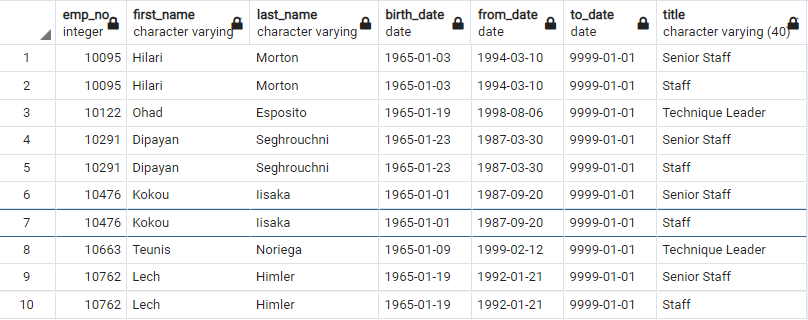 emp_no first_name last_name birth_date from_date to_date title
integer character varying character varying date date date character varying (40)
1 10095 Hilari Morton 1965-01-03 1994-03-10 9999-01-01 Senior Staff
2 10095 Hilari Morton 1965-01-03 1994-03-10 9999-01-01 Staff
3 10122 Ohad Esposito 1965-01-19 1998-08-06 9999-01-01 Technique Leader
4 10291 Dipayan Seghrouchni 1965-01-23 1987-03-30 9999-01-01 Senior Staff
5 10291 Dipayan Seghrouchni 1965-01-23 1987-03-30 9999-01-01 Staff
6 10476 Kokou Iisaka 1965-01-01 1987-09-20 9999-01-01 Senior Staff
7 10476 Kokou Iisaka 1965-01-01 1987-09-20 9999-01-01 Staff
8 10663 Teunis Noriega 1965-01-09 1999-02-12 9999-01-01 Technique Leader
9 10762 Lech Himler 1965-01-19 1992-01-21 9999-01-01 Senior Staff
10 10762 Lech Himler 1965-01-19 1992-01-21 9999-01-01 Staff